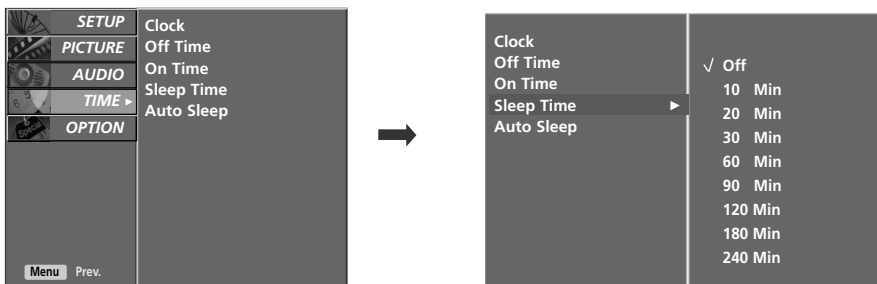 SETUP
PICTURE
AUDIO
TIME
OPTION
Special
Clock
Off Time
On Time
Sleep Time
Auto Sleep
Menu Prev.
Clock
Off Time
On Time
Sleep Time
Auto Sleep
√ Off
10 Min
20 Min
30 Min
60 Min
90 Min
120 Min
180 Min
240 Min